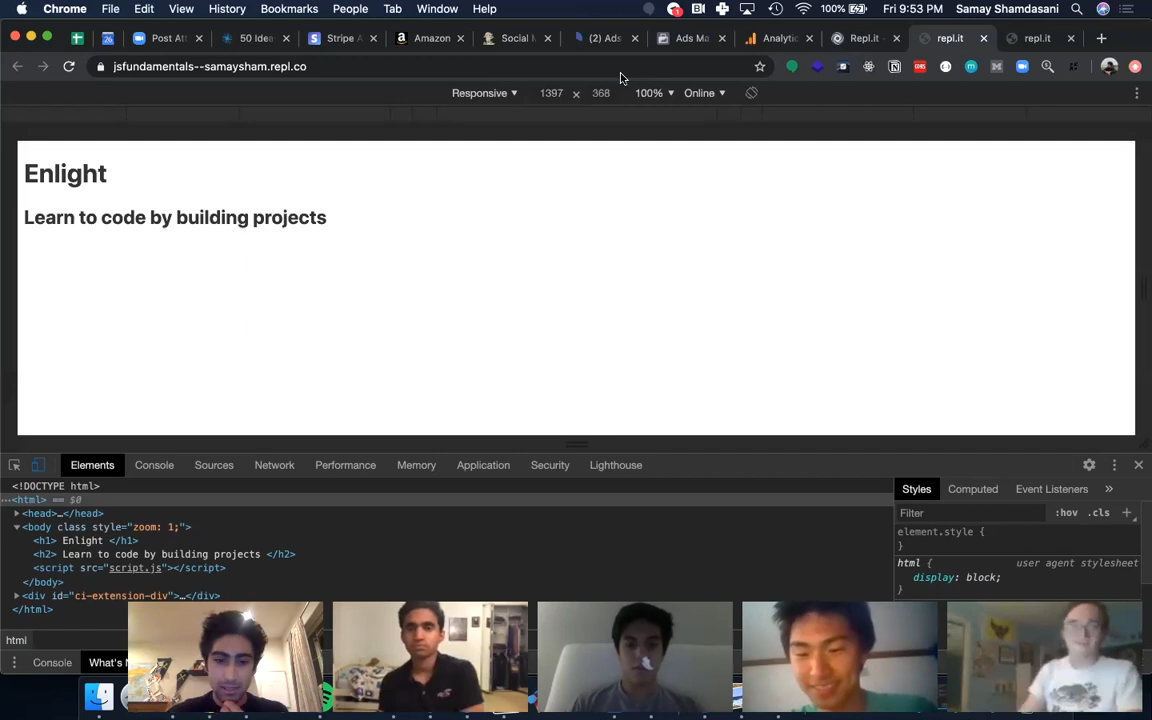 Chrome File Edit View History Bookmarks People Tab Window Help 1 100% Fri 9:53 PM Samay Shamdasani
26 Post Att 50 Idea Stripe A Amazon Social M (2) Ads Ads Ma Analytic Repl.it - repl.it repl.it
jsfundamentals--samaysham.repl.co
Responsive 1397 × 368 100% Online
Enlight
Learn to code by building projects
Elements Console Sources Network Performance Memory Application Security Lighthouse
<!DOCTYPE html>
<html> == $0
<head>…</head>
<body class style="zoom: 1;">
<h1> Enlight </h1>
<h2> Learn to code by building projects </h2>
<script src="script.js"></script>
</body>
<div id="ci-extension-div">…</div>
</html>
html
Console What's
Styles Computed Event Listeners »
Filter :hov .cls +
element.style {
}
html { user agent stylesheet
display: block;
}